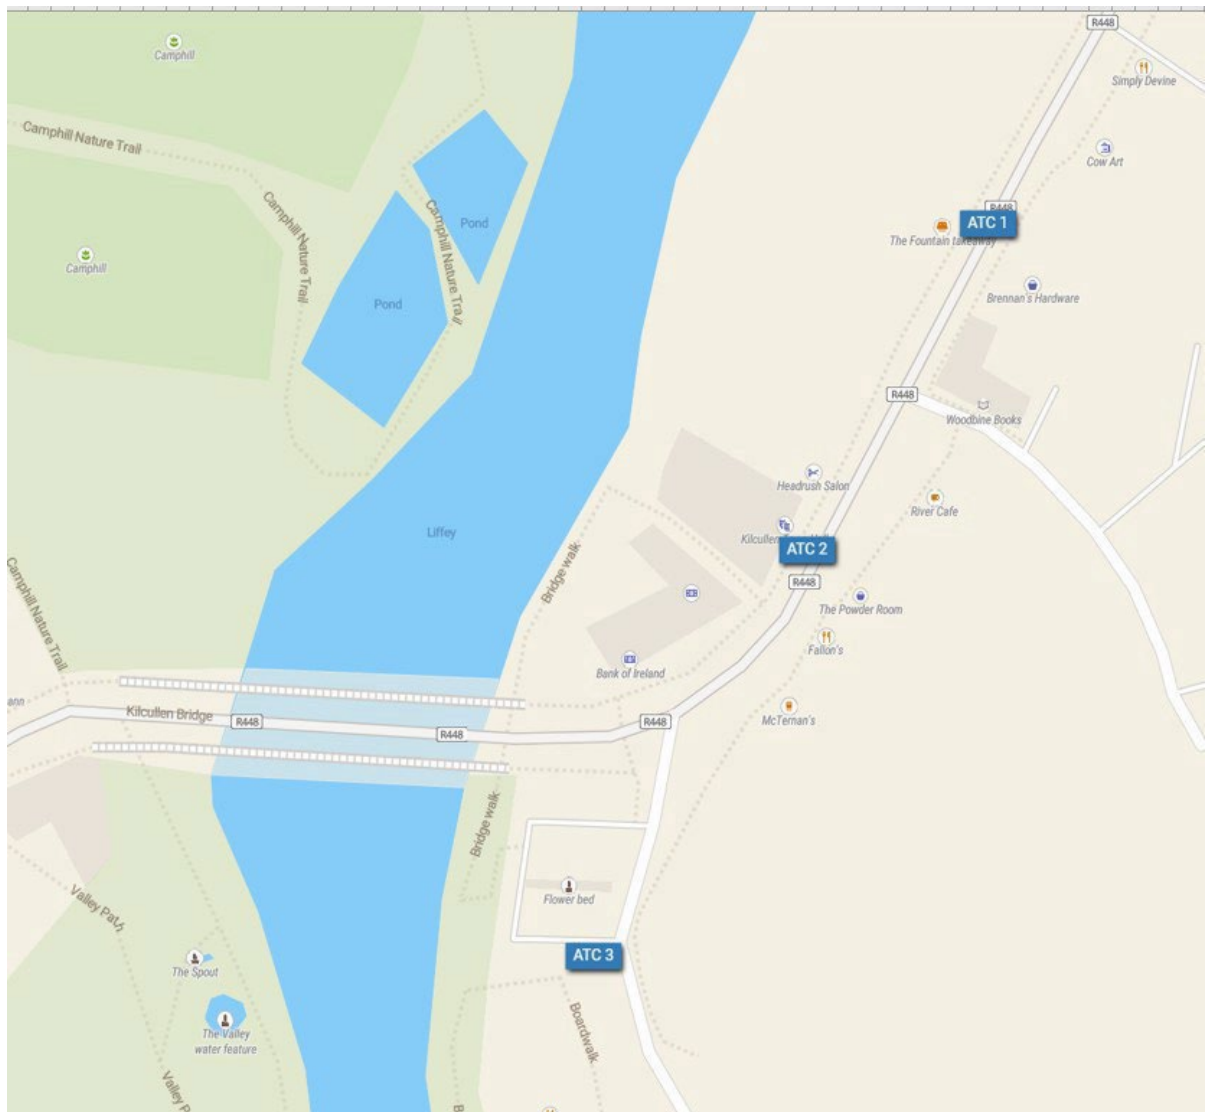 R448
Camphill
Simply Devine
Camphill Nature Trail
Cow Art
Camphill Nature Trail
Camphill Nature Trail
Pond
R448
ATC 1
The Fountain takeaway
Camphill
Brennan's Hardware
Pond
R448
Woodbine Books
Headrush Salon
River Cafe
Liffey
Kilcullen
ATC 2
Bridge walk
R448
The Powder Room
Camphill Nature Trail
Fallon's
Bank of Ireland
ann
Kilcullen Bridge
R448
R448
R448
McTernan's
Bridge walk
Flower bed
Valley Path
ATC 3
The Spout
Boardwalk
The Valley
water feature
Valley P
B